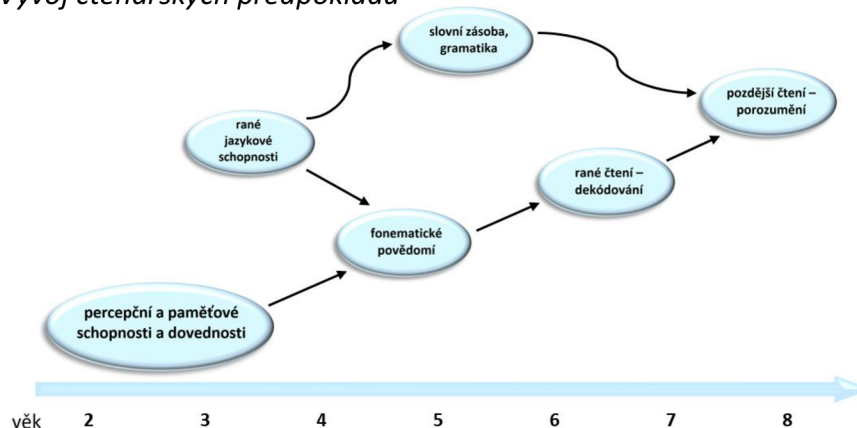 Vývoj čtenářských předpokladů
slovní zásoba,
gramatika
pozdější čtení –
porozumění
rané
jazykové
schopnosti
rané čtení –
dekódování
fonematické
povědomí
percepční a paměťové
schopnosti a dovednosti
věk 2 3 4 5 6 7 8